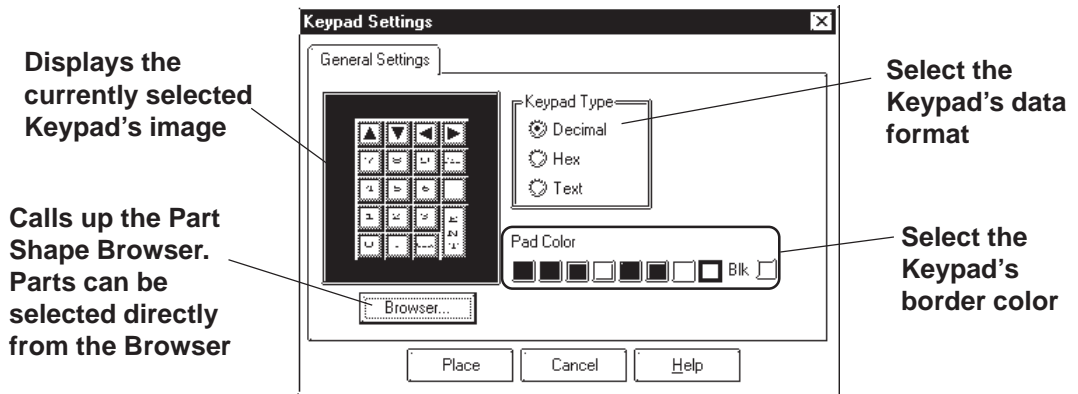 Keypad Settings
General Settings
Displays the
currently selected
Keypad's image
Keypad Type
Decimal
Hex
Text
Select the
Keypad's data
format
Calls up the Part
Shape Browser.
Parts can be
selected directly
from the Browser
Pad Color
Blk
Select the
Keypad's
border color
Browser...
Place
Cancel
Help